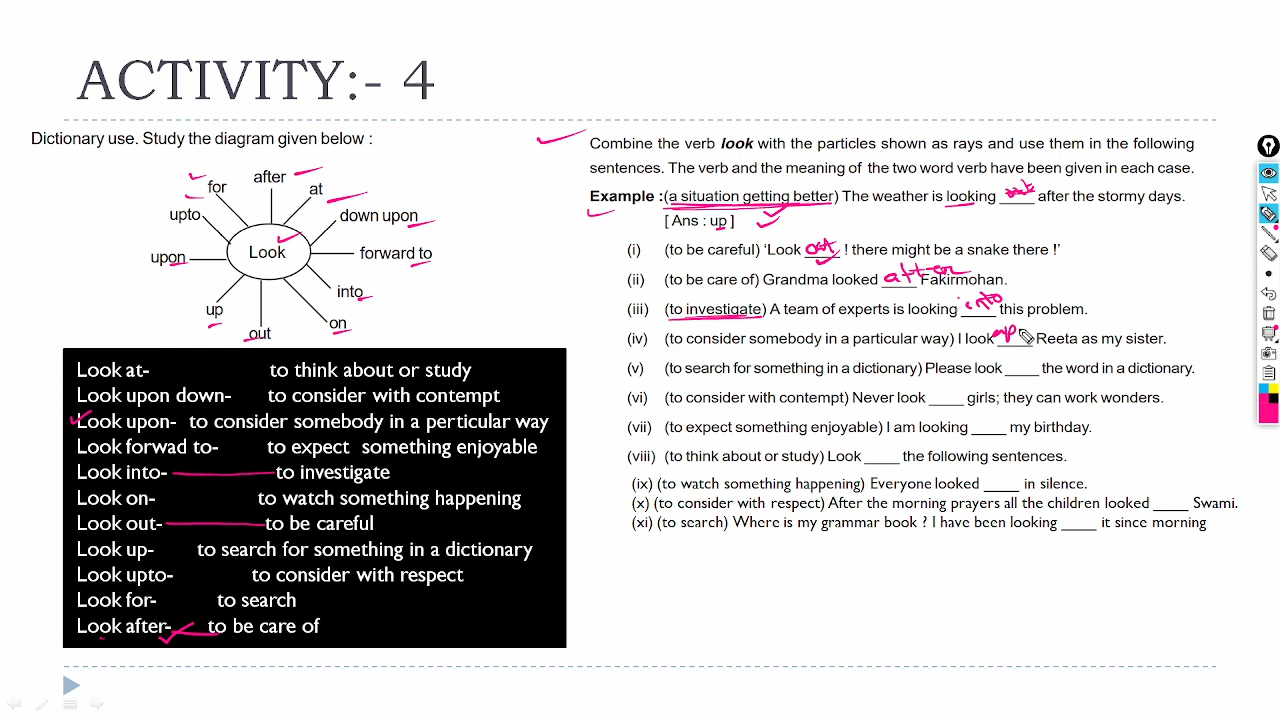 ACTIVITY:- 4
Dictionary use. Study the diagram given below :
after
for
at
upto
down upon
Look
forward to
upon
into
up
on
out
Look at- to think about or study
Look upon down- to consider with contempt
Look upon- to consider somebody in a perticular way
Look forwad to- to expect something enjoyable
Look into- to investigate
Look on- to watch something happening
Look out- to be careful
Look up- to search for something in a dictionary
Look upto- to consider with respect
Look for- to search
Look after- to be care of
Combine the verb look with the particles shown as rays and use them in the following
sentences. The verb and the meaning of the two word verb have been given in each case.
Example : (a situation getting better) The weather is looking ____ after the stormy days.
[ Ans : up ]
(i) (to be careful) 'Look out ! there might be a snake there !'
(ii) (to be care of) Grandma looked after Fakirmohan.
(iii) (to investigate) A team of experts is looking into this problem.
(iv) (to consider somebody in a particular way) I look up Reeta as my sister.
(v) (to search for something in a dictionary) Please look ____ the word in a dictionary.
(vi) (to consider with contempt) Never look ____ girls; they can work wonders.
(vii) (to expect something enjoyable) I am looking ____ my birthday.
(viii) (to think about or study) Look ____ the following sentences.
(ix) (to watch something happening) Everyone looked ____ in silence.
(x) (to consider with respect) After the morning prayers all the children looked ____ Swami.
(xi) (to search) Where is my grammar book ? I have been looking ____ it since morning